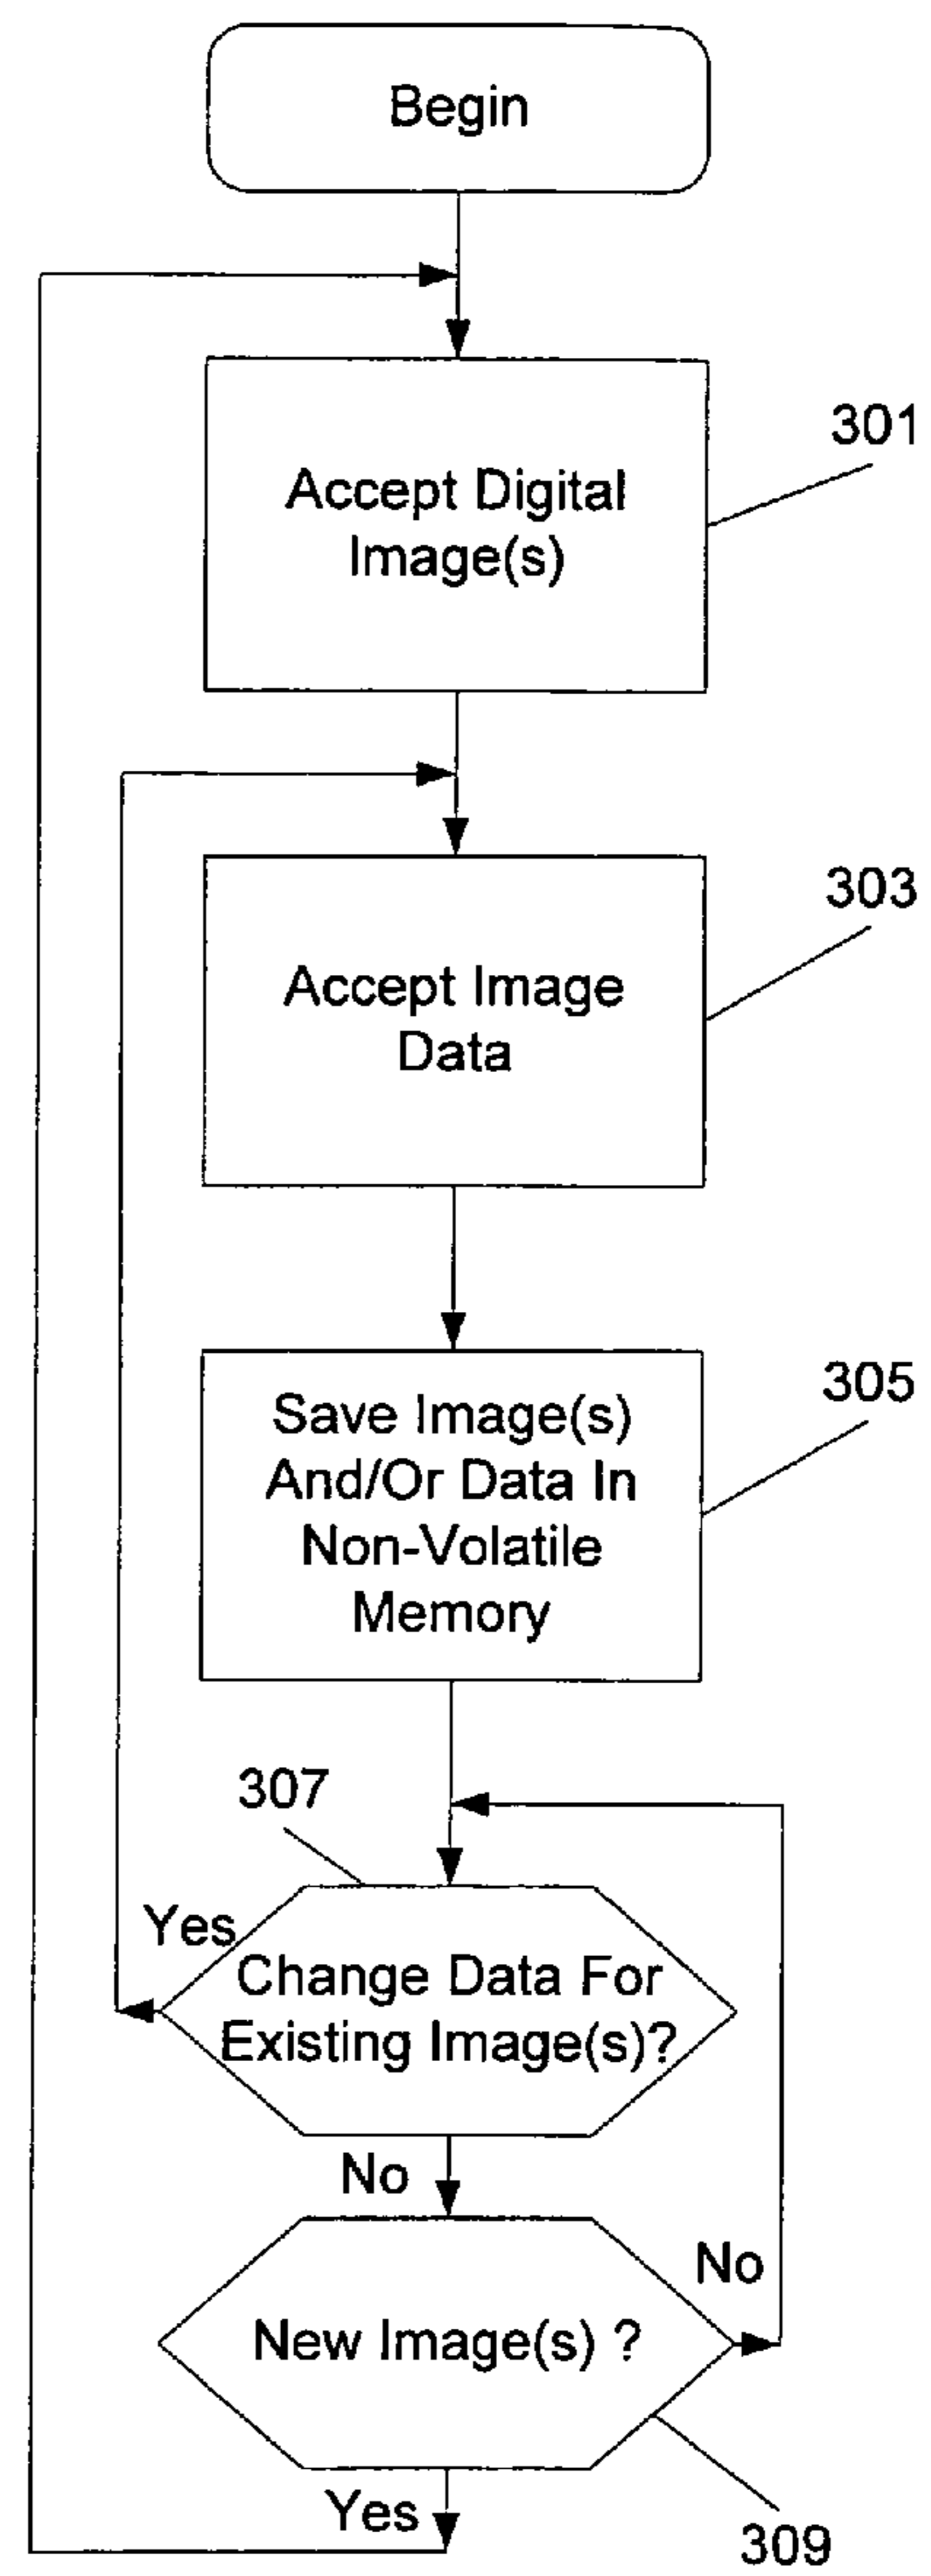 Begin
301
Accept Digital
Image(s)
303
Accept Image
Data
305
Save Image(s)
And/Or Data In
Non-Volatile
Memory
307
Yes
Change Data For
Existing Image(s)?
No
No
New Image(s) ?
Yes
309